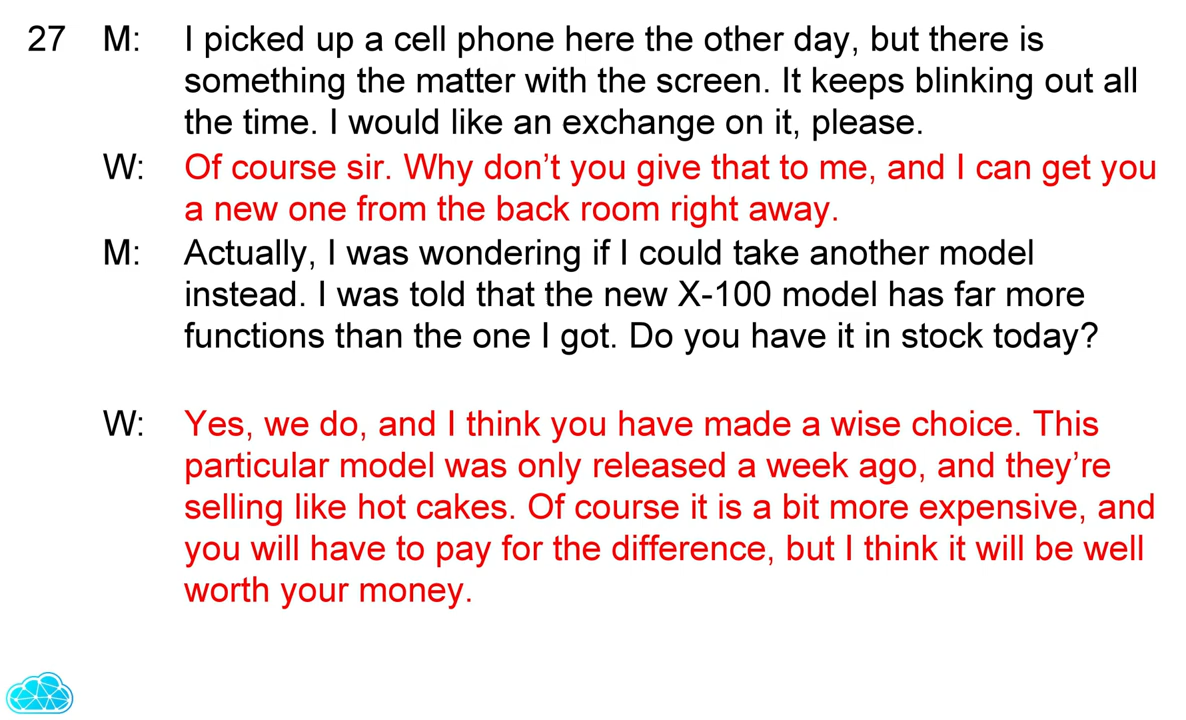 27 M: I picked up a cell phone here the other day, but there is
something the matter with the screen. It keeps blinking out all
the time. I would like an exchange on it, please.
W: Of course sir. Why don’t you give that to me, and I can get you
a new one from the back room right away.
M: Actually, I was wondering if I could take another model
instead. I was told that the new X-100 model has far more
functions than the one I got. Do you have it in stock today?
W: Yes, we do, and I think you have made a wise choice. This
particular model was only released a week ago, and they’re
selling like hot cakes. Of course it is a bit more expensive, and
you will have to pay for the difference, but I think it will be well
worth your money.